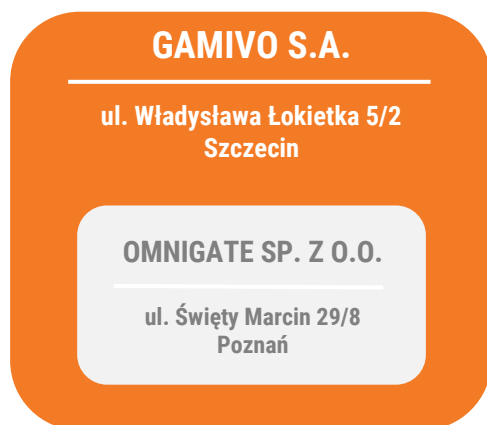 GAMIVO S.A.
ul. Władysława Łokietka 5/2
Szczecin
OMNIGATE SP. Z O.O.
ul. Święty Marcin 29/8
Poznań